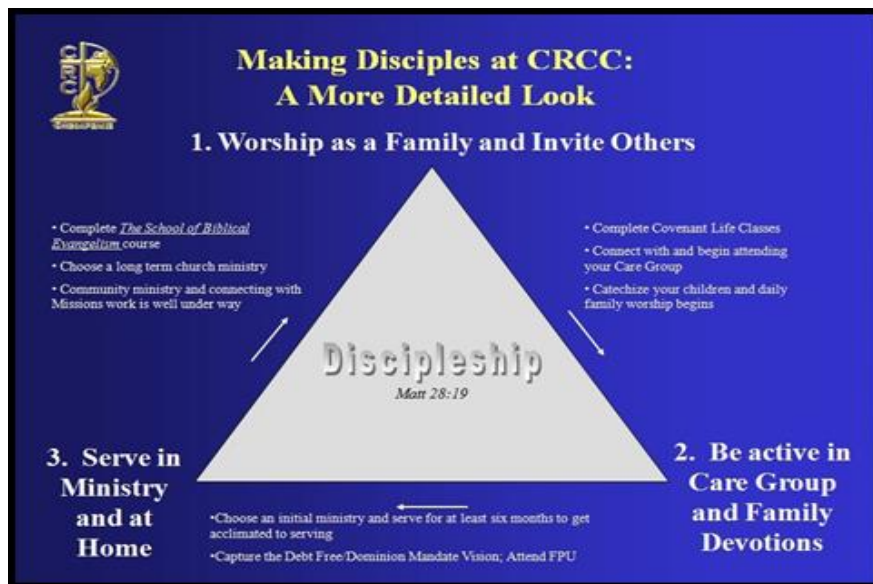 CRC
CHESAPEAKE
Making Disciples at CRCC:
A More Detailed Look
1. Worship as a Family and Invite Others
• Complete The School of Biblical
Evangelism course
• Choose a long term church ministry
• Community ministry and connecting with
Missions work is well under way
• Complete Covenant Life Classes
• Connect with and begin attending
your Care Group
• Catechize your children and daily
family worship begins
Discipleship
Matt 28:19
3. Serve in
Ministry
and at
Home
2. Be active in
Care Group
and Family
Devotions
•Choose an initial ministry and serve for at least six months to get
acclimated to serving
•Capture the Debt Free/Dominion Mandate Vision; Attend FPU